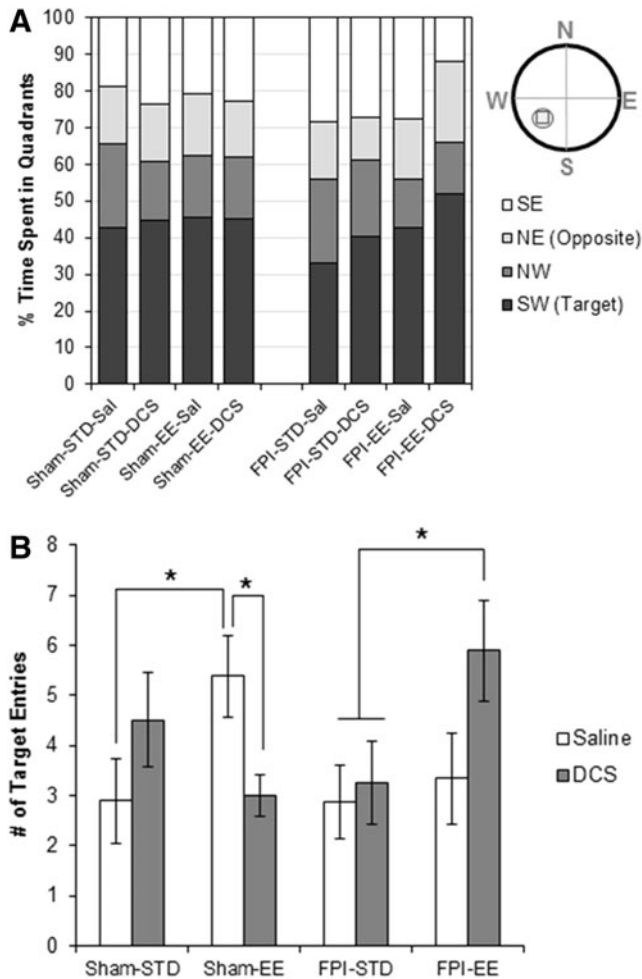 A
% Time Spent in Quadrants
100
90
80
70
60
50
40
30
20
10
0
Sham-STD-Sal
Sham-STD-DCS
Sham-EE-Sal
Sham-EE-DCS
FPI-STD-Sal
FPI-STD-DCS
FPI-EE-Sal
FPI-EE-DCS
N
W E
S
SE
NE (Opposite)
NW
SW (Target)
B
# of Target Entries
8
7
6
5
4
3
2
1
0
*
*
*
Sham-STD Sham-EE FPI-STD FPI-EE
Saline
DCS